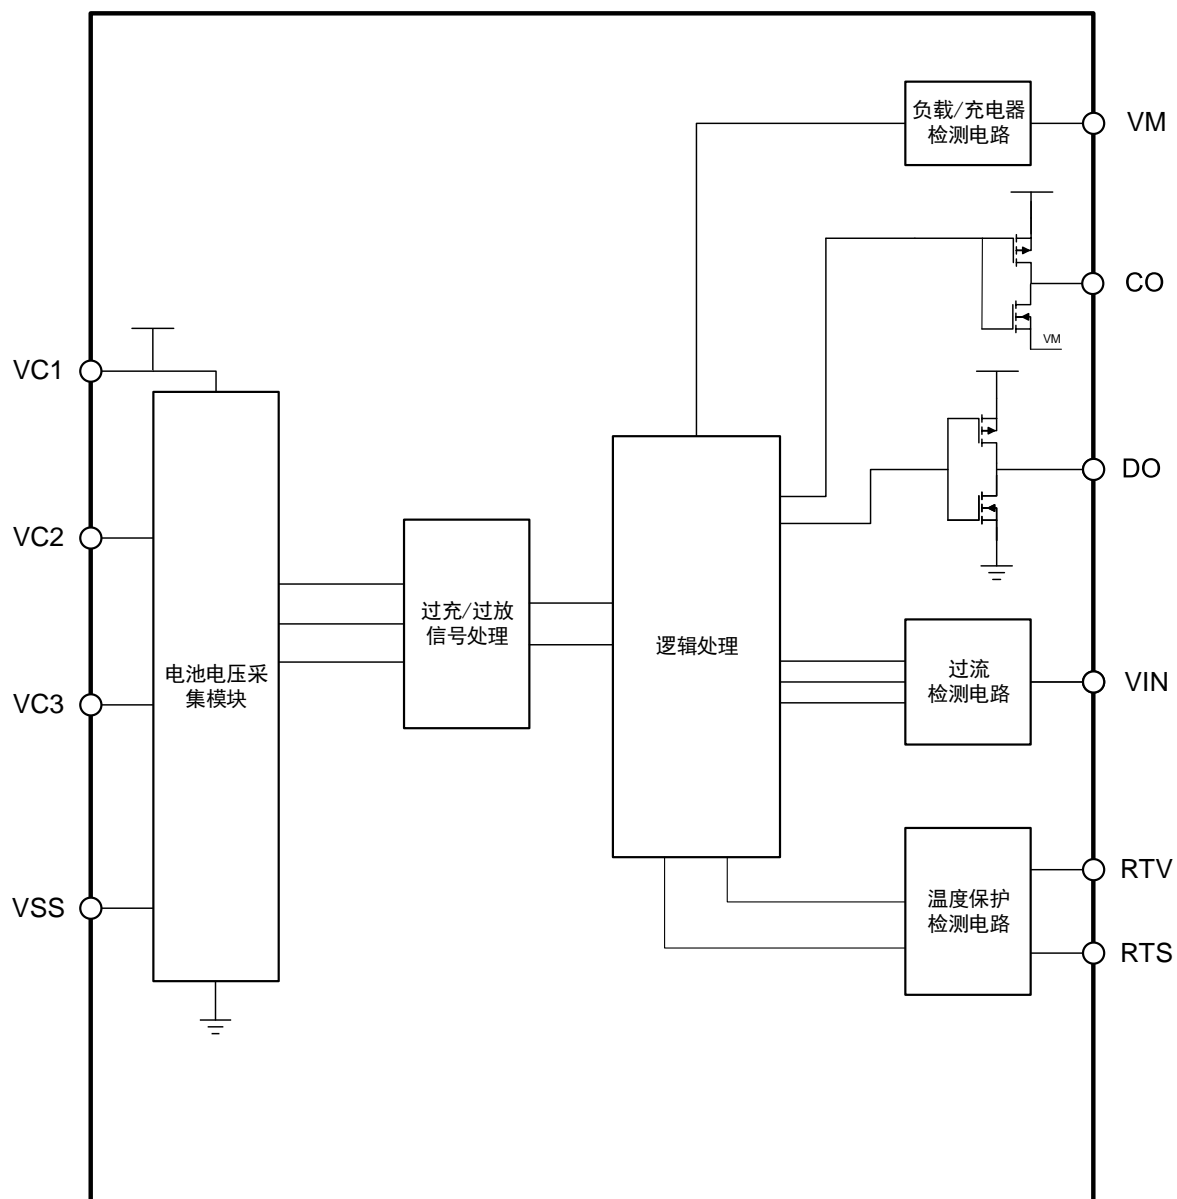 负载/充电器
检测电路
VM
CO
VM
VC1
DO
VC2
过充/过放
信号处理
逻辑处理
过流
检测电路
VIN
电池电压采
集模块
VC3
RTV
VSS
温度保护
检测电路
RTS